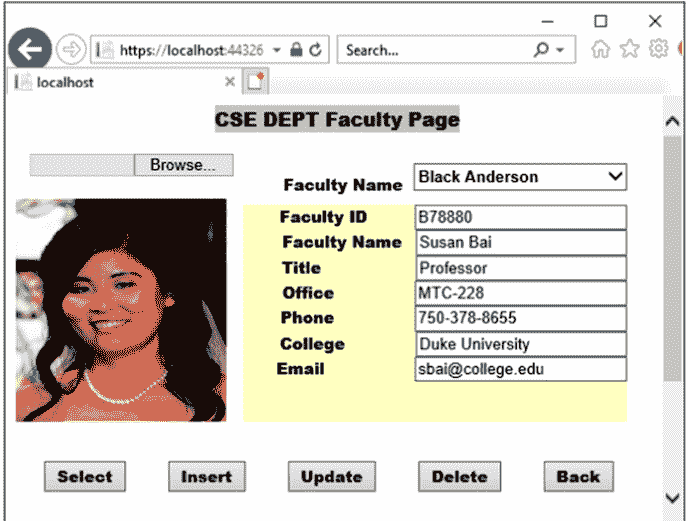 https://localhost:44326
Search...
localhost
CSE DEPT Faculty Page
Browse...
Faculty Name Black Anderson
Faculty ID B78880
Faculty Name Susan Bai
Title Professor
Office MTC-228
Phone 750-378-8655
College Duke University
Email sbai@college.edu
Select Insert Update Delete Back